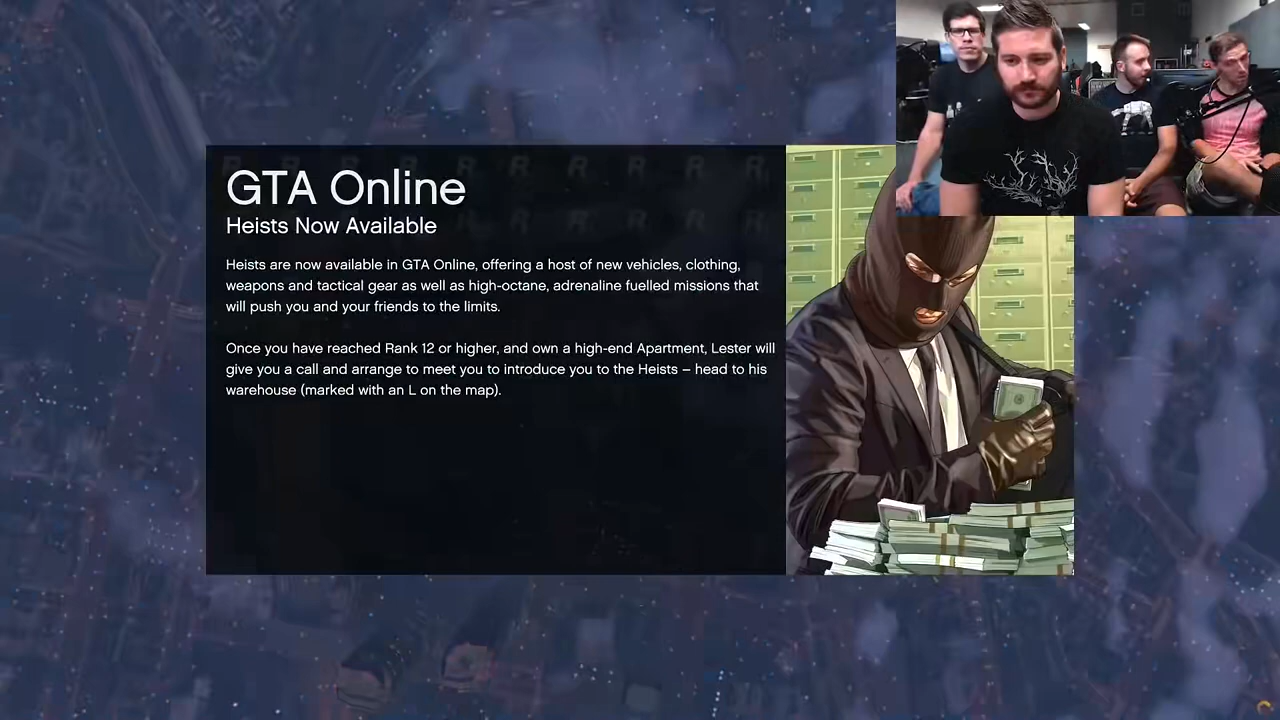 GTA Online
Heists Now Available
Heists are now available in GTA Online, offering a host of new vehicles, clothing,
weapons and tactical gear as well as high-octane, adrenaline fuelled missions that
will push you and your friends to the limits.
Once you have reached Rank 12 or higher, and own a high-end Apartment, Lester will
give you a call and arrange to meet you to introduce you to the Heists – head to his
warehouse (marked with an L on the map).